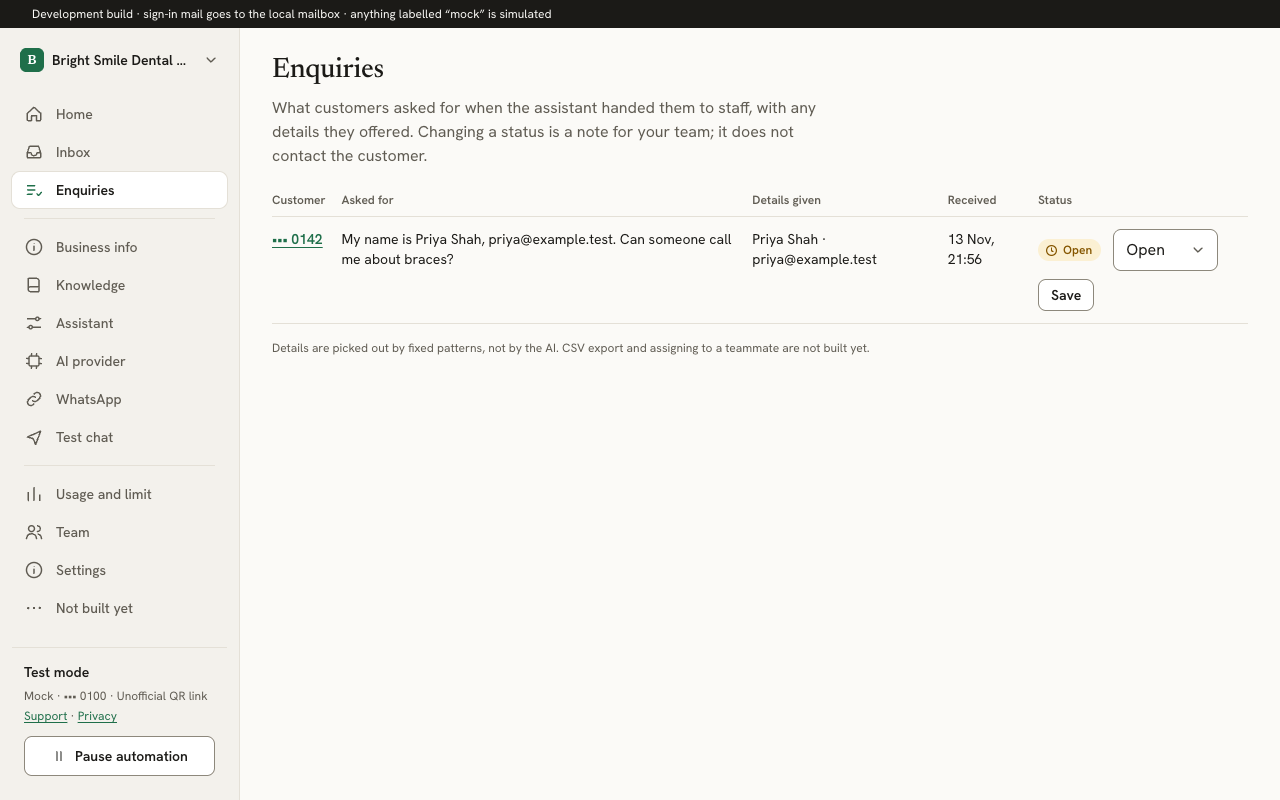 Development build · sign-in mail goes to the local mailbox · anything labelled “mock” is simulated
B Bright Smile Dental ...
Home
Inbox
Enquiries
Business info
Knowledge
Assistant
AI provider
WhatsApp
Test chat
Usage and limit
Team
Settings
Not built yet
Test mode
Mock · ••• 0100 · Unofficial QR link
Support · Privacy
Pause automation
Enquiries
What customers asked for when the assistant handed them to staff, with any
details they offered. Changing a status is a note for your team; it does not
contact the customer.
Customer Asked for Details given Received Status
••• 0142 My name is Priya Shah, priya@example.test. Can someone call Priya Shah · 13 Nov, Open Open
me about braces? priya@example.test 21:56
Save
Details are picked out by fixed patterns, not by the AI. CSV export and assigning to a teammate are not built yet.